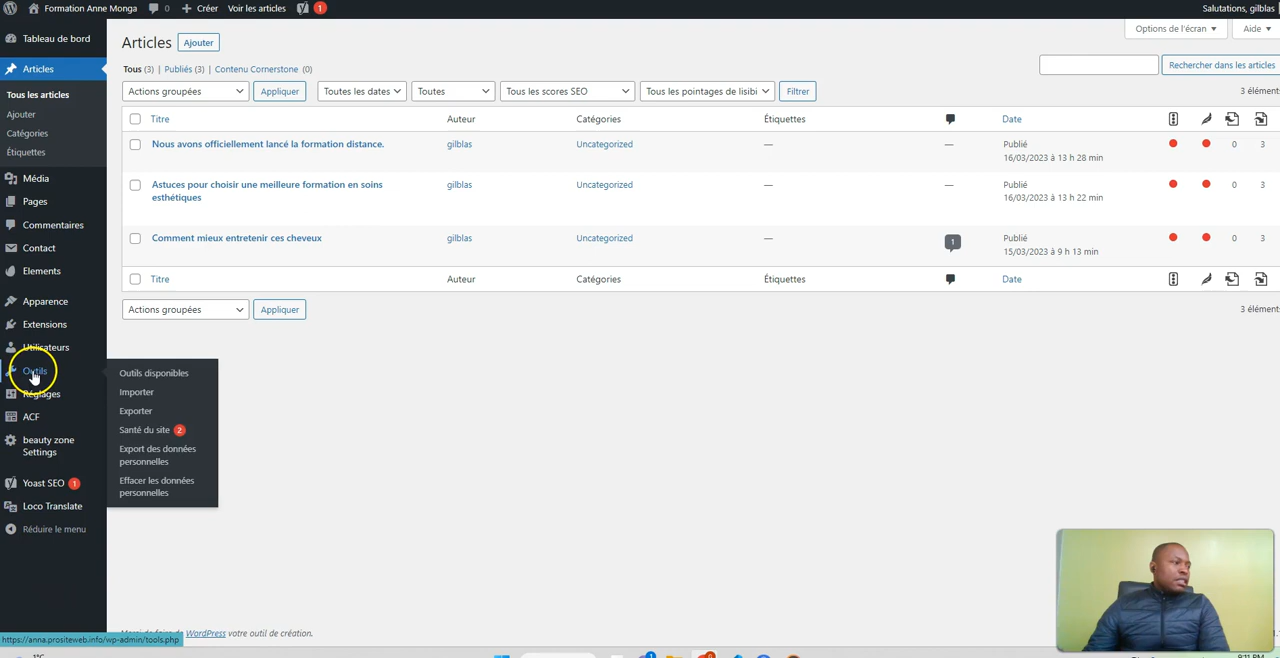 Formation Anne Monga 0 + Créer Voir les articles 1 Salutations, gilblas
Tableau de bord
Articles
Tous les articles
Ajouter
Catégories
Étiquettes
Média
Pages
Commentaires
Contact
Elements
Apparence
Extensions
Utilisateurs
Outils
Réglages
ACF
beauty zone
Settings
Yoast SEO 1
Loco Translate
Réduire le menu
Outils disponibles
Importer
Exporter
Santé du site 2
Export des données
personnelles
Effacer les données
personnelles
Options de l'écran ▼ Aide ▼
Articles Ajouter
Tous (3) | Publiés (3) | Contenu Cornerstone (0)
Rechercher dans les articles
Actions groupées Appliquer Toutes les dates Toutes Tous les scores SEO Tous les pointages de lisibi Filtrer
Titre Auteur Catégories Étiquettes Date
Nous avons officiellement lancé la formation distance. gilblas Uncategorized — — Publié 0 3
16/03/2023 à 13 h 28 min
Astuces pour choisir une meilleure formation en soins gilblas Uncategorized — — Publié 0 3
esthétiques 16/03/2023 à 13 h 22 min
Comment mieux entretenir ces cheveux gilblas Uncategorized — 1 Publié 0 3
15/03/2023 à 9 h 13 min
Titre Auteur Catégories Étiquettes Date
Actions groupées Appliquer
WordPress votre outil de création.
https://anna.prositeweb.info/wp-admin/tools.php